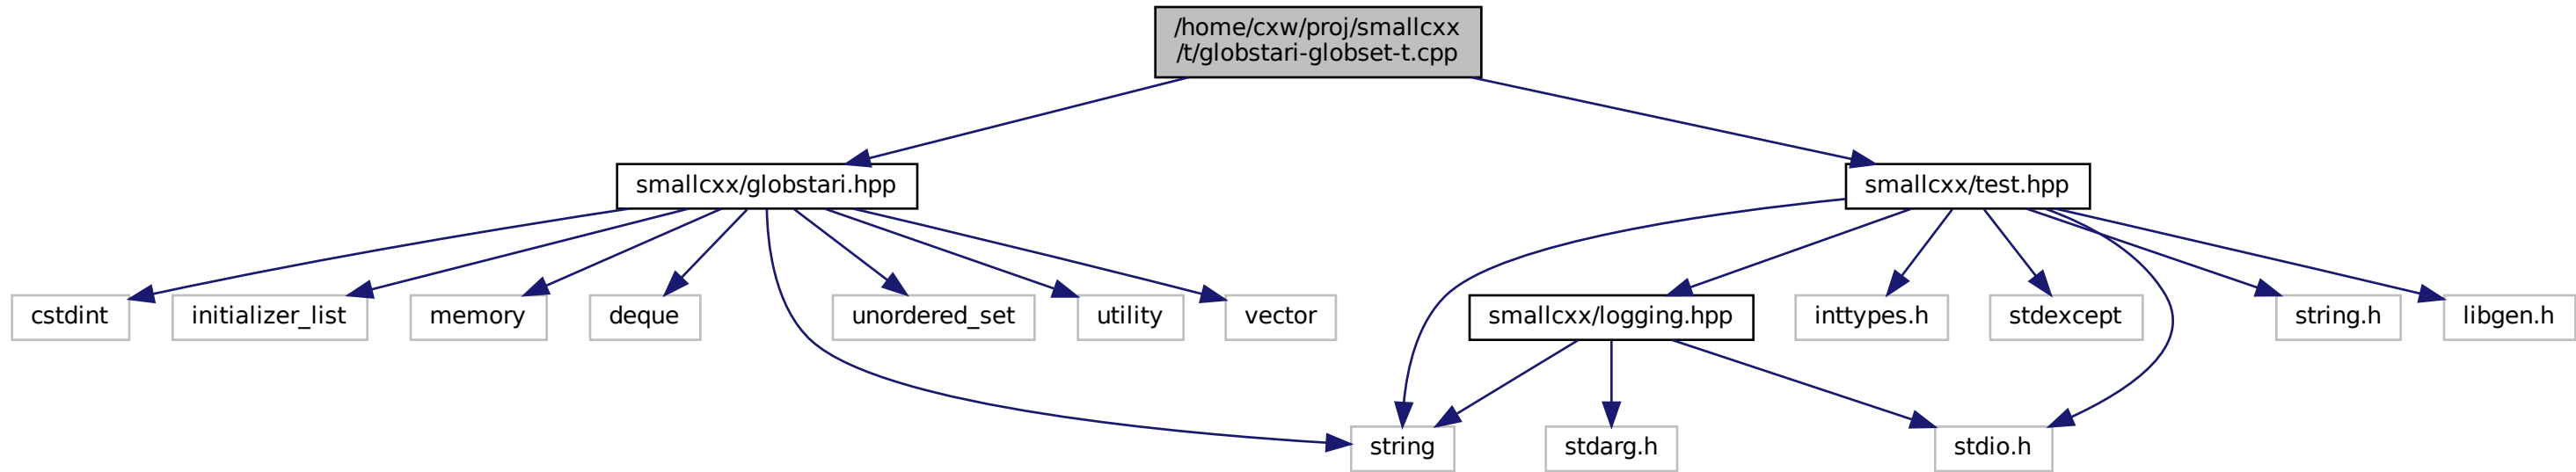 /home/cxw/proj/smallcxx
/t/globstari-globset-t.cpp
smallcxx/globstari.hpp
smallcxx/test.hpp
cstdint
initializer_list
memory
deque
unordered_set
utility
vector
smallcxx/logging.hpp
inttypes.h
stdexcept
string.h
libgen.h
string
stdarg.h
stdio.h